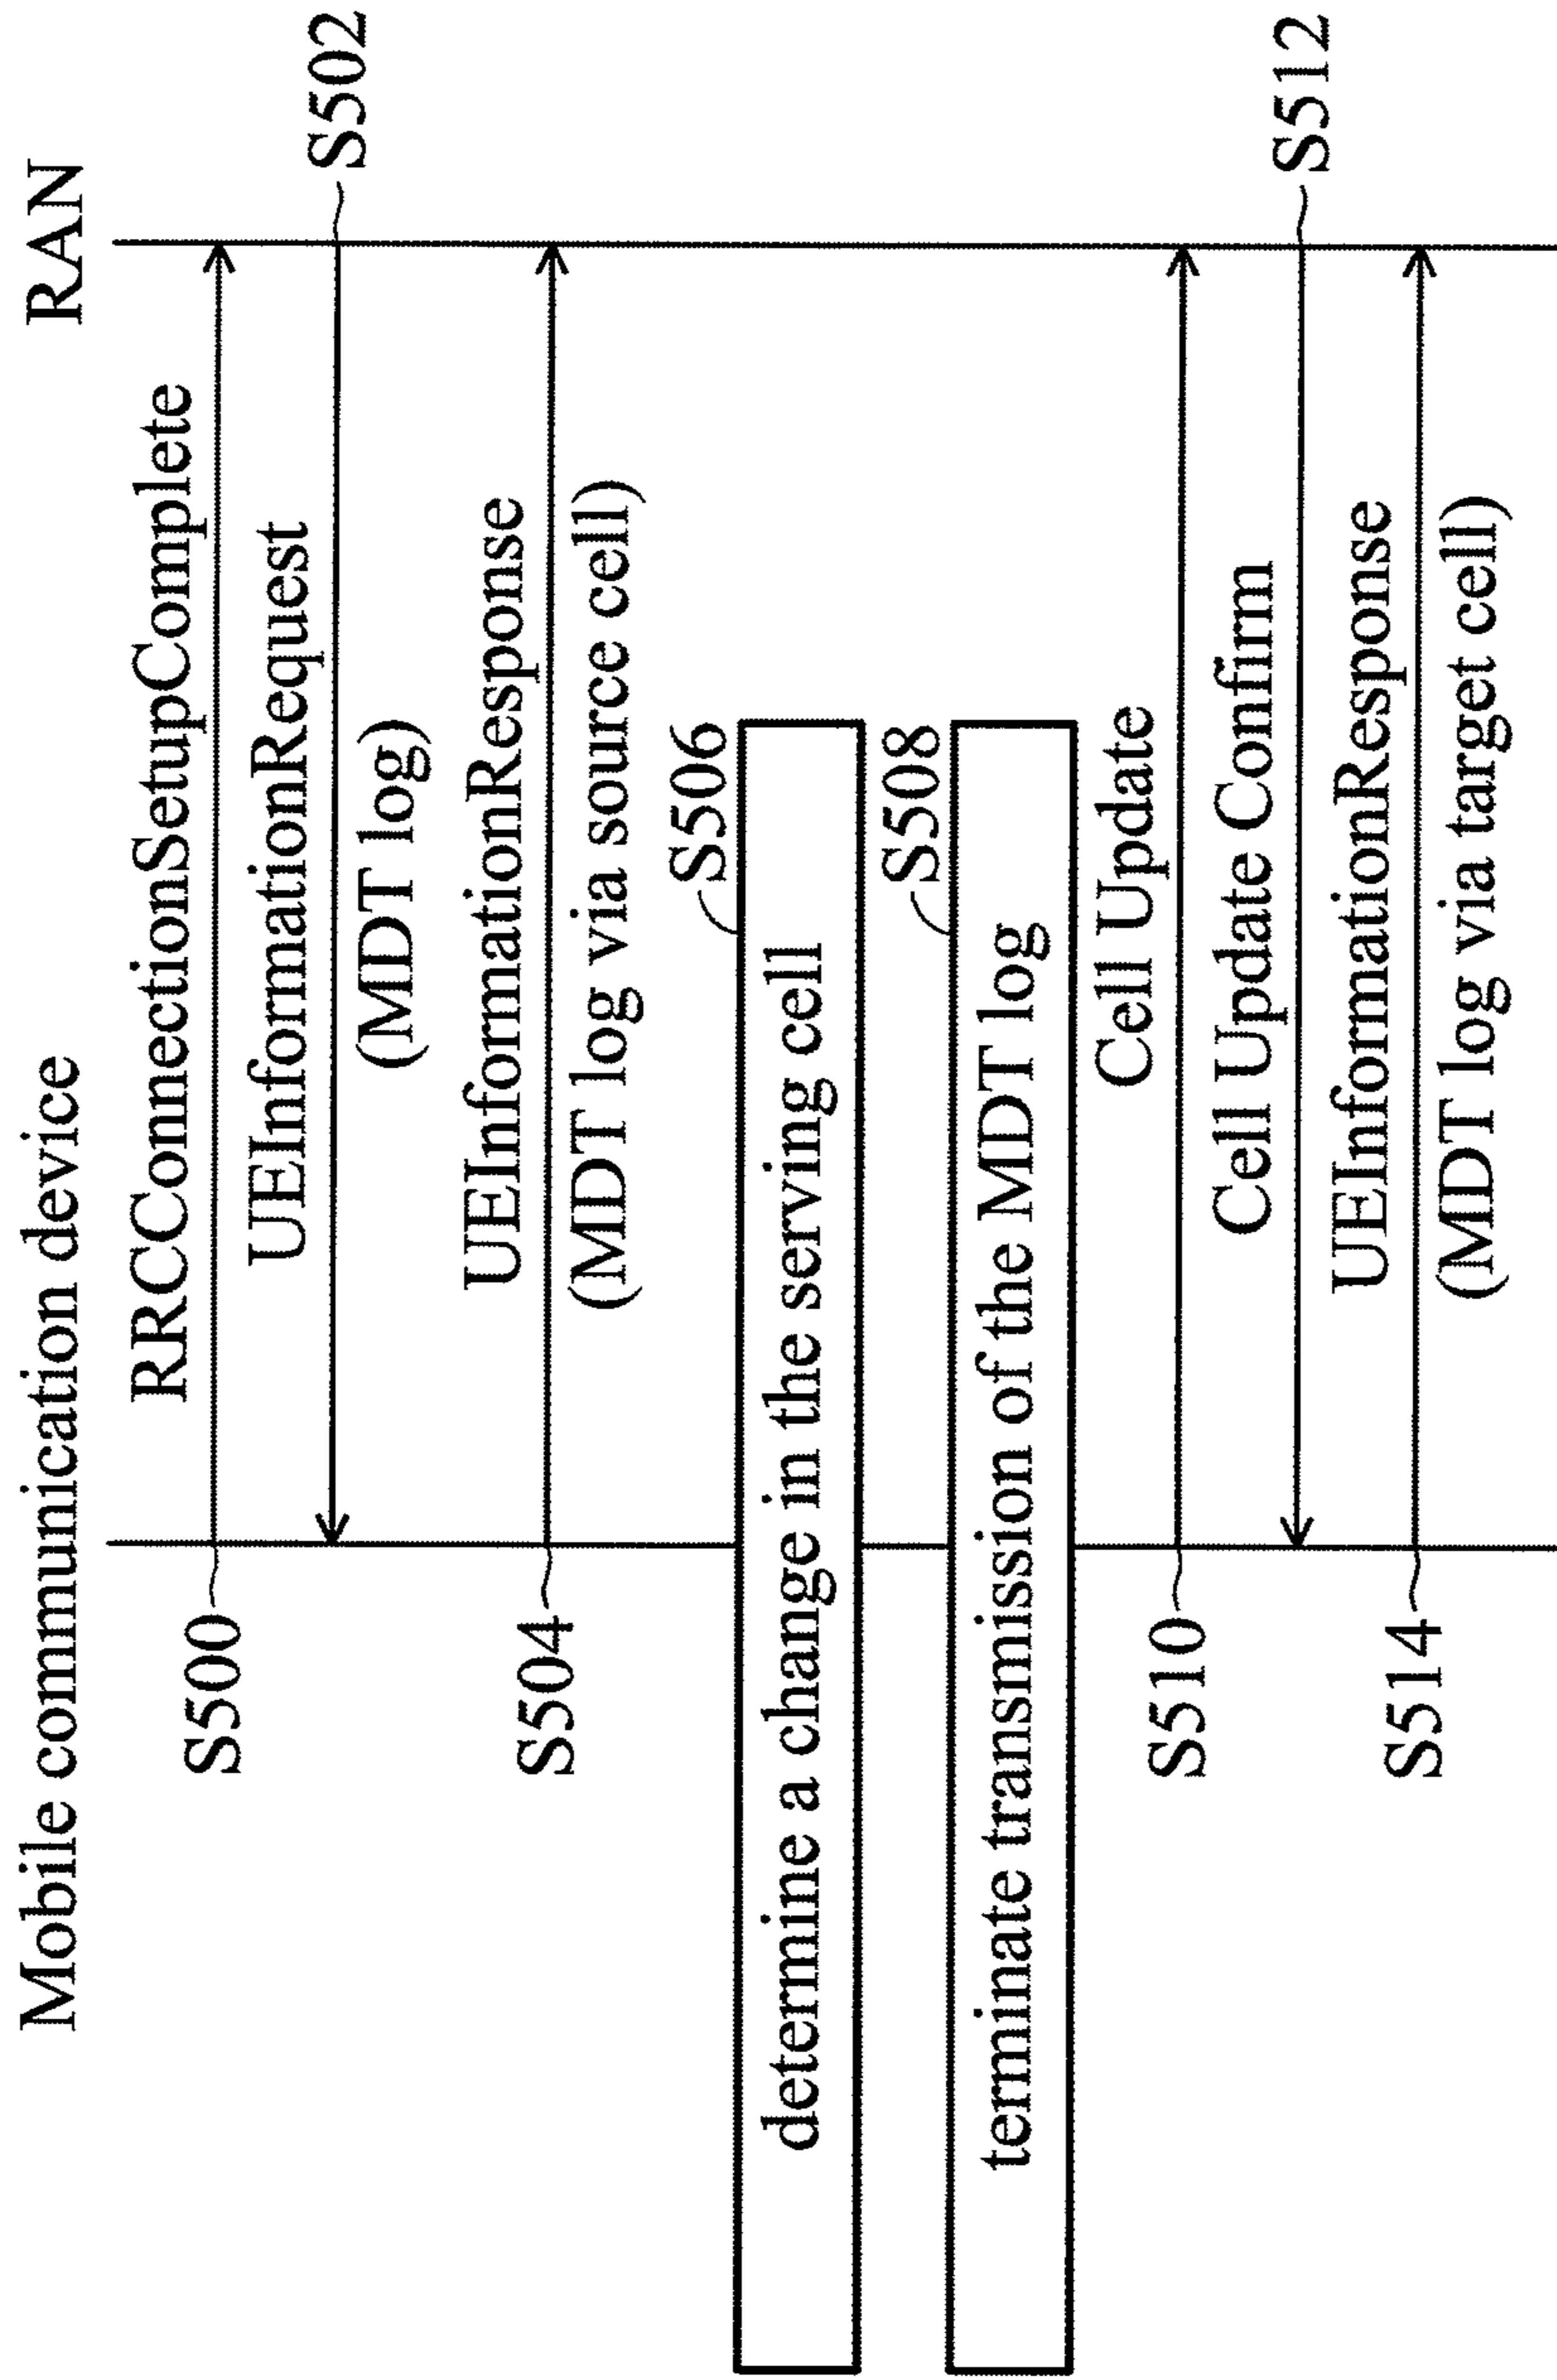 Mobile communication device
RAN
RRCConnectionSetupComplete
S500
UEInformationRequest
S502
(MDT log)
UEInformationResponse
S504
(MDT log via source cell)
S506
determine a change in the serving cell
S508
terminate transmission of the MDT log
Cell Update
S510
Cell Update Confirm
S512
UEInformationResponse
S514
(MDT log via target cell)